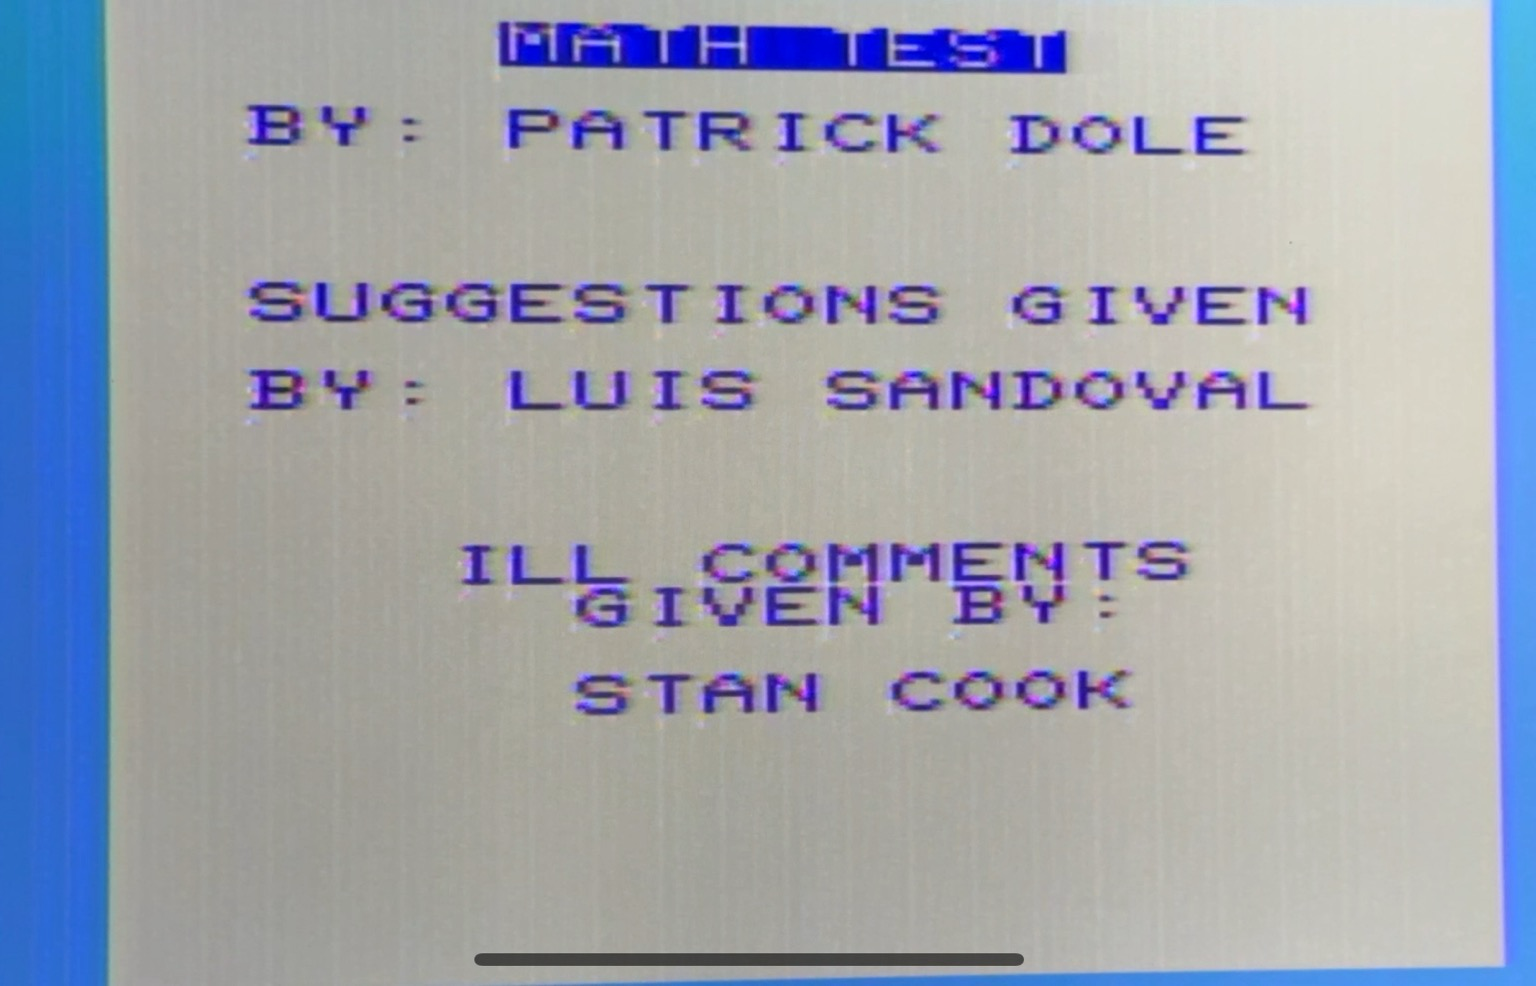 MATH TEST
BY: PATRICK DOLE
SUGGESTIONS GIVEN
BY: LUIS SANDOVAL
ILL COMMENTS
GIVEN BY:
STAN COOK